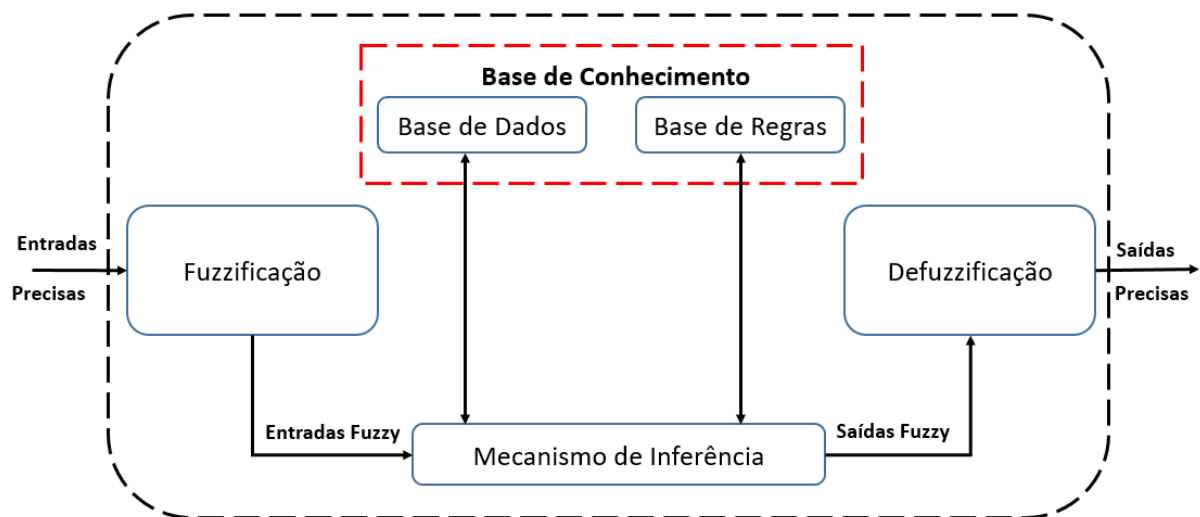 Base de Conhecimento
Base de Dados
Base de Regras
Entradas
Precisas
Fuzzificação
Defuzzificação
Saídas
Precisas
Entradas Fuzzy
Mecanismo de Inferência
Saídas Fuzzy